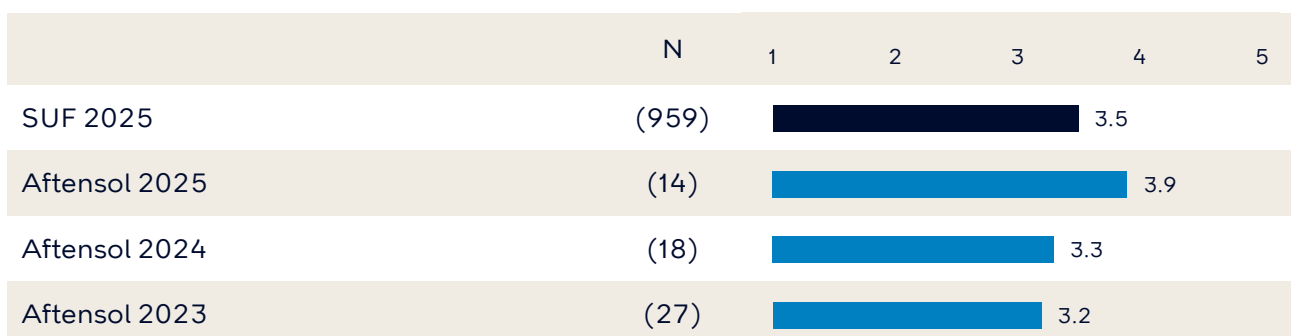 N 1 2 3 4 5
SUF 2025 (959) 3.5
Aftensol 2025 (14) 3.9
Aftensol 2024 (18) 3.3
Aftensol 2023 (27) 3.2